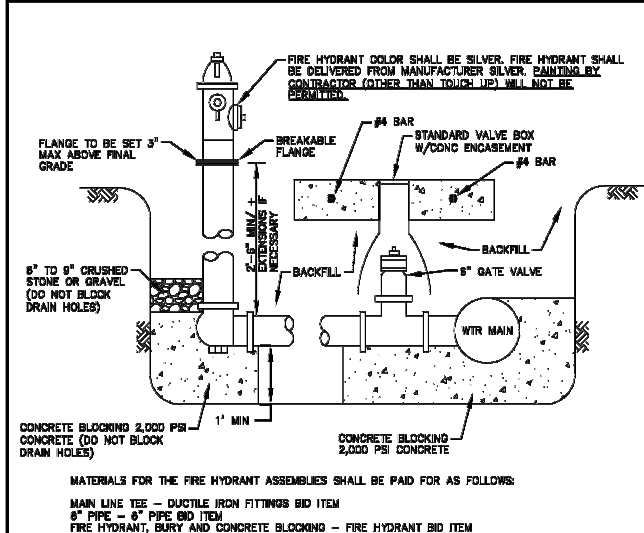 FIRE HYDRANT COLOR SHALL BE SILVER. FIRE HYDRANT SHALL
BE DELIVERED FROM MANUFACTURER SILVER. PAINTING BY
CONTRACTOR (OTHER THAN TOUCH UP) WILL NOT BE
PERMITTED.
#4 BAR
STANDARD VALVE BOX
W/CONC ENCASEMENT
#4 BAR
FLANGE TO BE SET 3"
MAX ABOVE FINAL
GRADE
BREAKABLE
FLANGE
2'-6" MIN/ +
EXTENSIONS IF
NECESSARY
BACKFILL
BACKFILL
GATE VALVE
TO 9" CRUSHED
STONE OR GRAVEL
(DO NOT BLOCK
DRAIN HOLES)
WTR MAIN
1' MIN
CONCRETE BLOCKING 2,000 PSI
CONCRETE (DO NOT BLOCK
DRAIN HOLES)
CONCRETE BLOCKING
2,000 PSI CONCRETE
MATERIALS FOR THE FIRE HYDRANT ASSEMBLIES SHALL BE PAID FOR AS FOLLOWS:
MAIN LINE TEE – DUCTILE IRON FITTINGS BID ITEM
6" PIPE – 6" PIPE BID ITEM
FIRE HYDRANT, BURY AND CONCRETE BLOCKING – FIRE HYDRANT BID ITEM